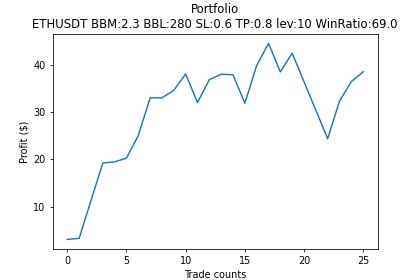 Portfolio
ETHUSDT BBM:2.3 BBL:280 SL:0.6 TP:0.8 lev:10 WinRatio:69.0
Profit ($)
40
30
20
10
0 5 10 15 20 25
Trade counts